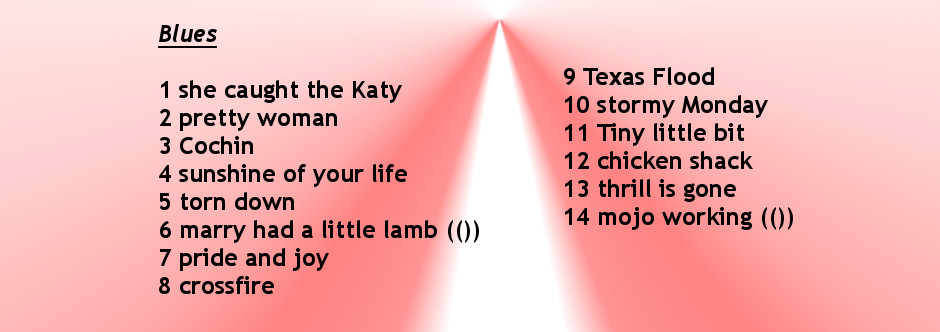 Blues
1 she caught the Katy
2 pretty woman
3 Cochin
4 sunshine of your life
5 torn down
6 marry had a little lamb (())
7 pride and joy
8 crossfire
9 Texas Flood
10 stormy Monday
11 Tiny little bit
12 chicken shack
13 thrill is gone
14 mojo working (())